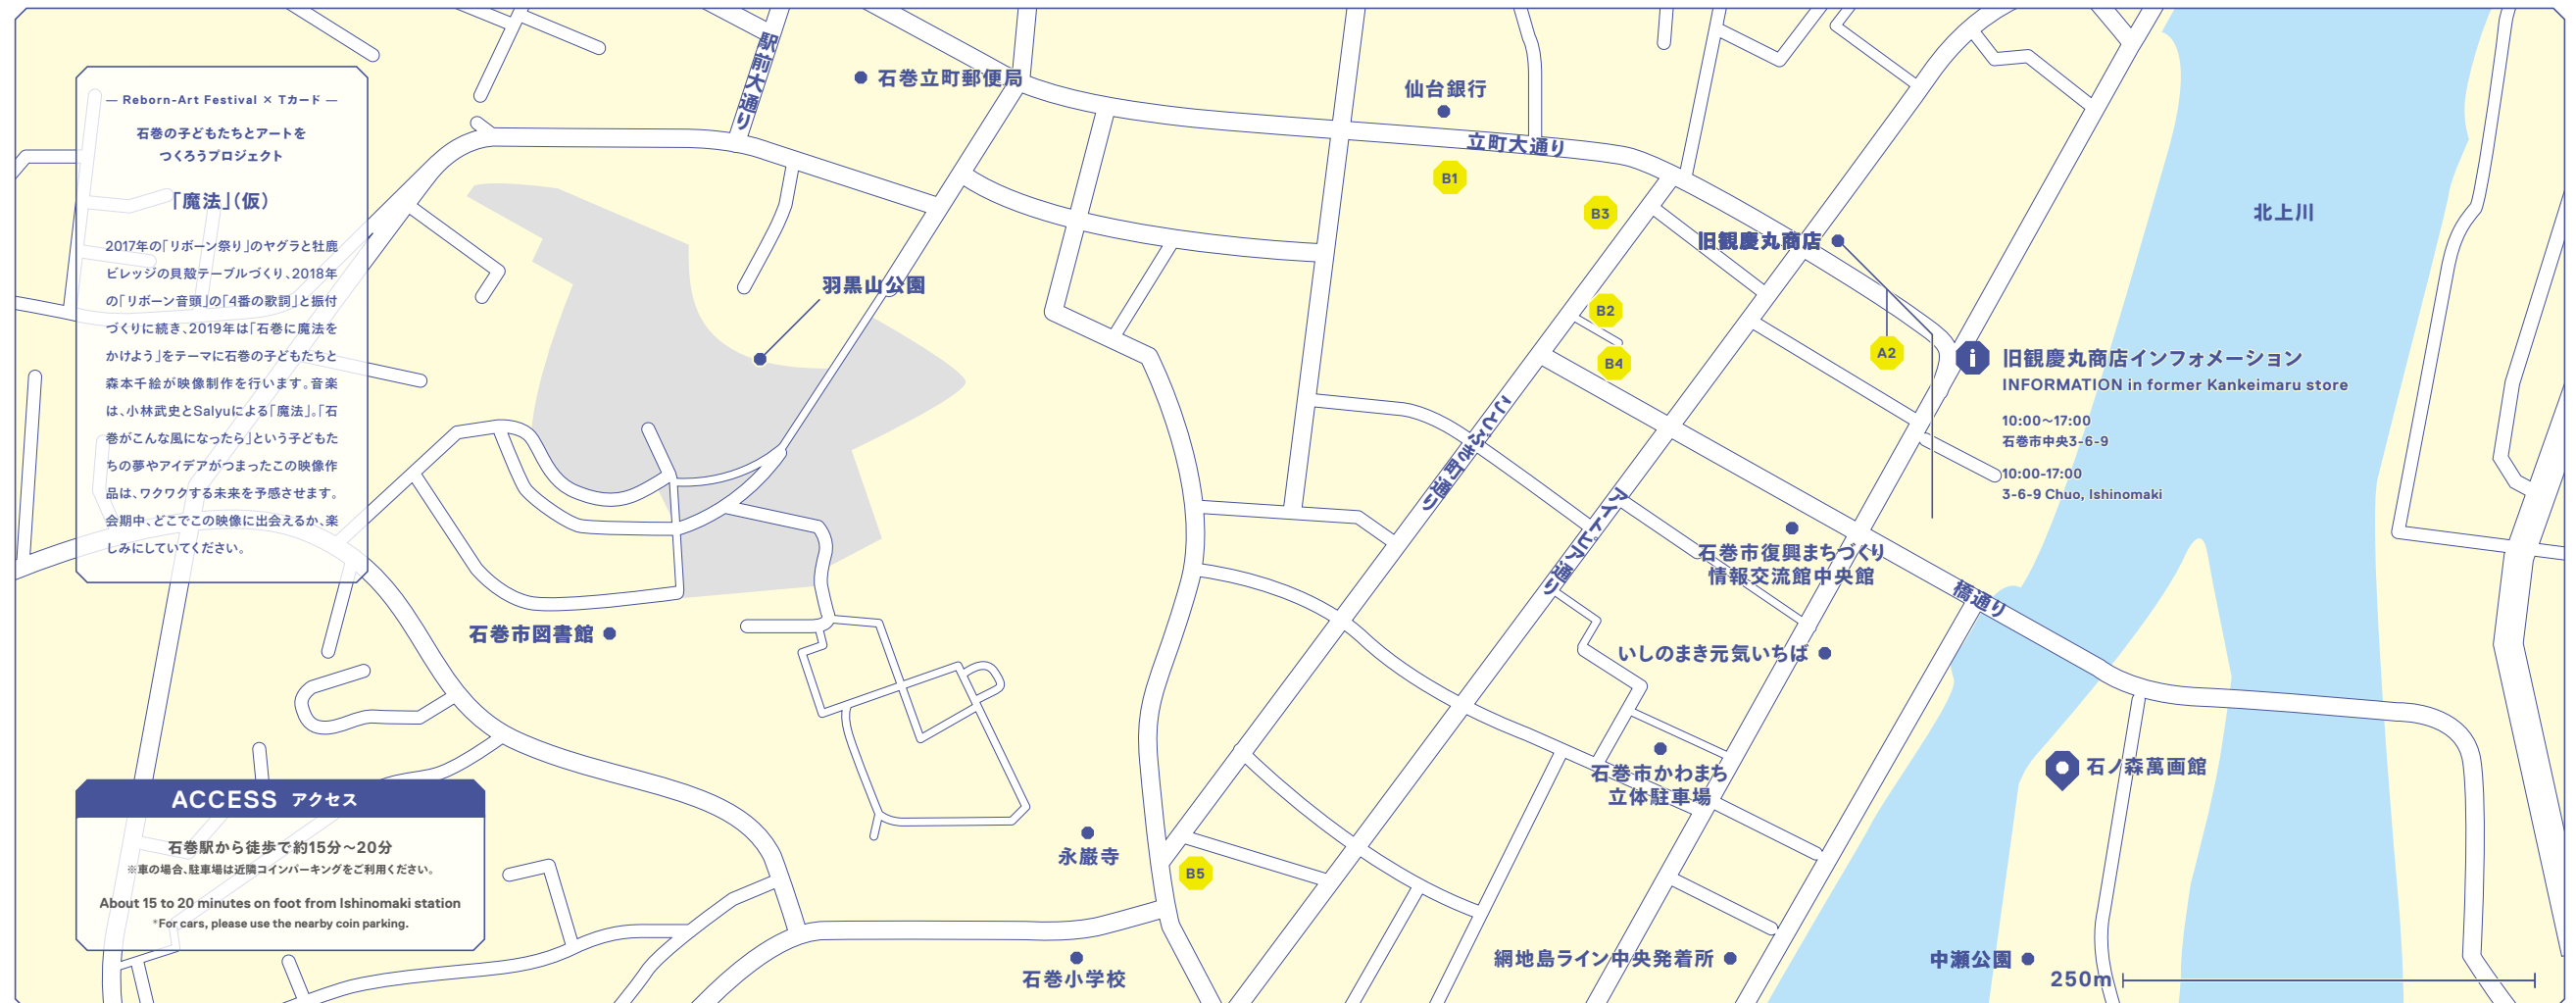 — Reborn-Art Festival × Tカード —
石巻の子どもたちとアートを
つくろうプロジェクト
「魔法」(仮)
2017年の「リボーン祭り」のヤグラと牡鹿
ビレッジの貝殻テーブルづくり、2018年
の「リボーン音頭」の「4番の歌詞」と振付
づくりに続き、2019年は「石巻に魔法を
かけよう」をテーマに石巻の子どもたちと
森本千絵が映像制作を行います。音楽
は、小林武史とSalyuによる「魔法」。「石
巻がこんな風になったら」という子どもた
ちの夢やアイデアがつまったこの映像作
品は、ワクワクする未来を予感させます。
会期中、どこでこの映像に出会えるか、楽
しみにしていてください。
駅前大通り
石巻立町郵便局
仙台銀行
立町大通り
B1
B3
旧観慶丸商店
北上川
羽黒山公園
B2
B4
A2
i
旧観慶丸商店インフォメーション
INFORMATION in former Kankeimaru store
10:00〜17:00
石巻市中央3-6-9
10:00-17:00
3-6-9 Chuo, Ishinomaki
ことぶき町通り
アイトピア通り
石巻市復興まちづくり
情報交流館中央館
橋通り
石巻市図書館
いしのまき元気いちば
石巻市かわまち
立体駐車場
石ノ森萬画館
ACCESS アクセス
石巻駅から徒歩で約15分〜20分
※車の場合、駐車場は近隣コインパーキングをご利用ください。
About 15 to 20 minutes on foot from Ishinomaki station
*For cars, please use the nearby coin parking.
永巌寺
B5
石巻小学校
網地島ライン中央発着所
中瀬公園
250m